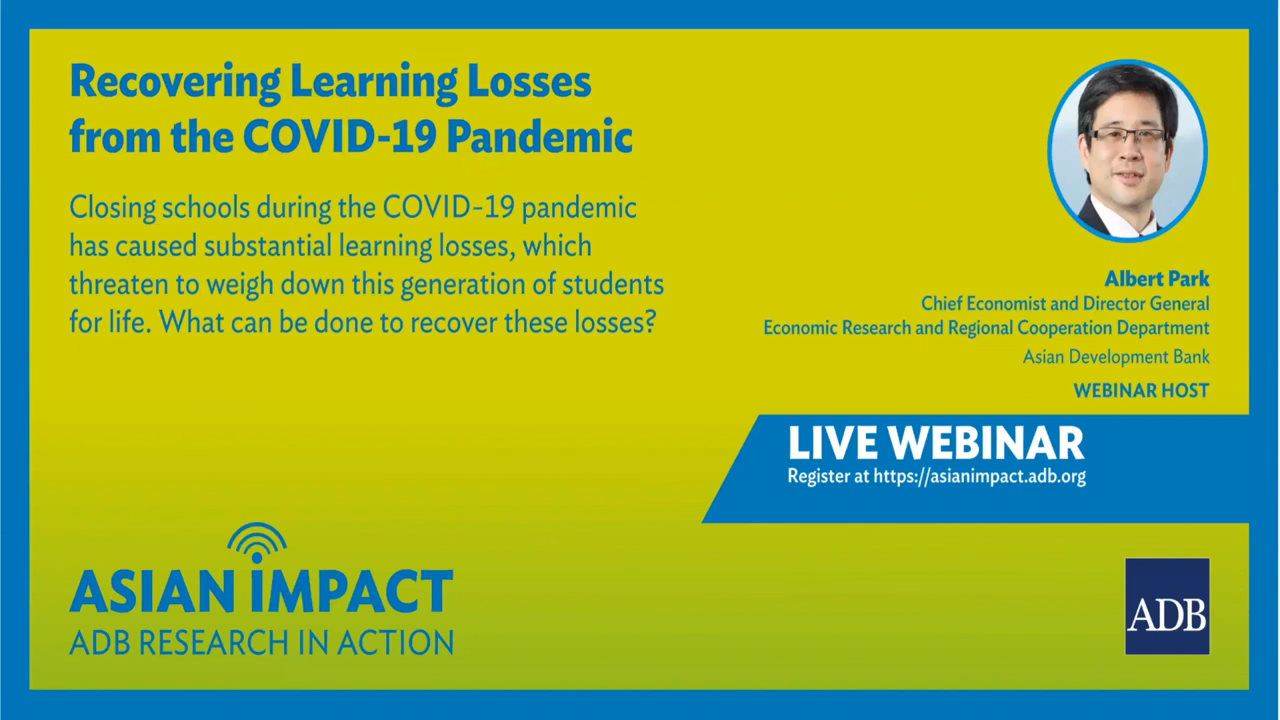 Recovering Learning Losses
from the COVID-19 Pandemic
Closing schools during the COVID-19 pandemic
has caused substantial learning losses, which
threaten to weigh down this generation of students
for life. What can be done to recover these losses?
Albert Park
Chief Economist and Director General
Economic Research and Regional Cooperation Department
Asian Development Bank
WEBINAR HOST
LIVE WEBINAR
Register at https://asianimpact.adb.org
ASIAN IMPACT
ADB RESEARCH IN ACTION
ADB